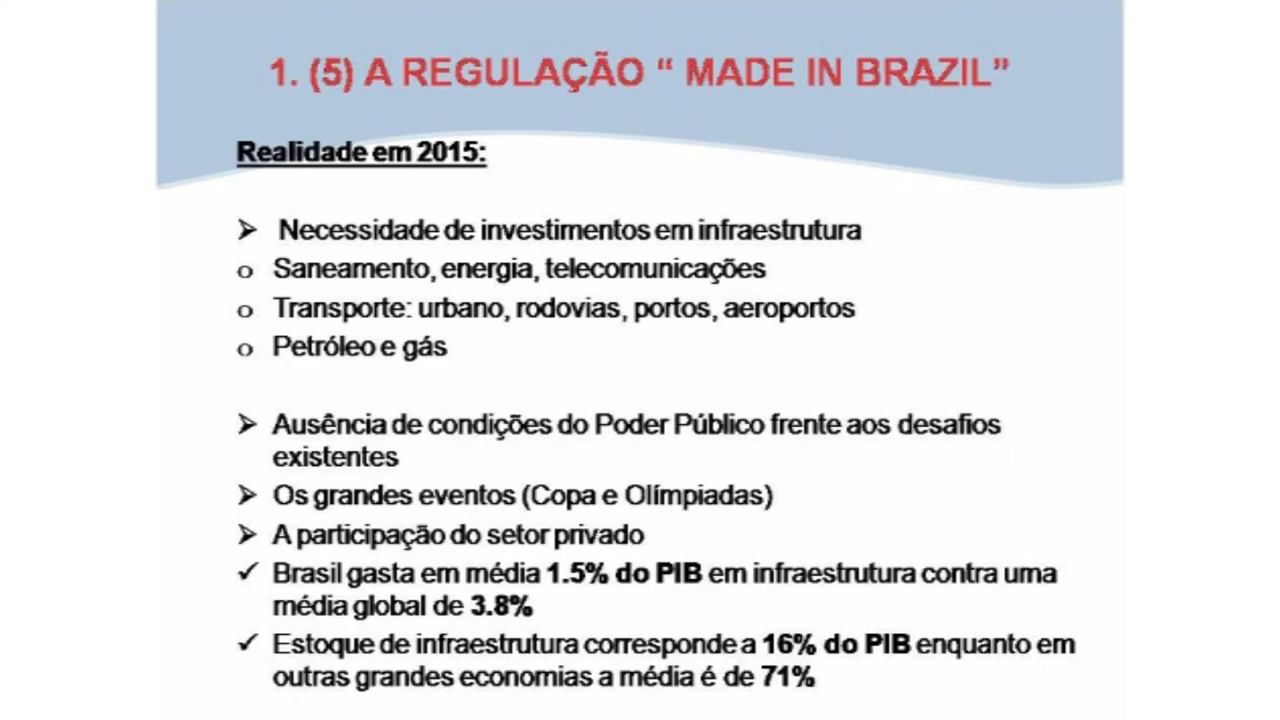 1. (5) A REGULAÇÃO “ MADE IN BRAZIL”
Realidade em 2015:
➢ Necessidade de investimentos em infraestrutura
o Saneamento, energia, telecomunicações
o Transporte: urbano, rodovias, portos, aeroportos
o Petróleo e gás
➢ Ausência de condições do Poder Público frente aos desafios
existentes
➢ Os grandes eventos (Copa e Olímpiadas)
➢ A participação do setor privado
✓ Brasil gasta em média 1.5% do PIB em infraestrutura contra uma
média global de 3.8%
✓ Estoque de infraestrutura corresponde a 16% do PIB enquanto em
outras grandes economias a média é de 71%